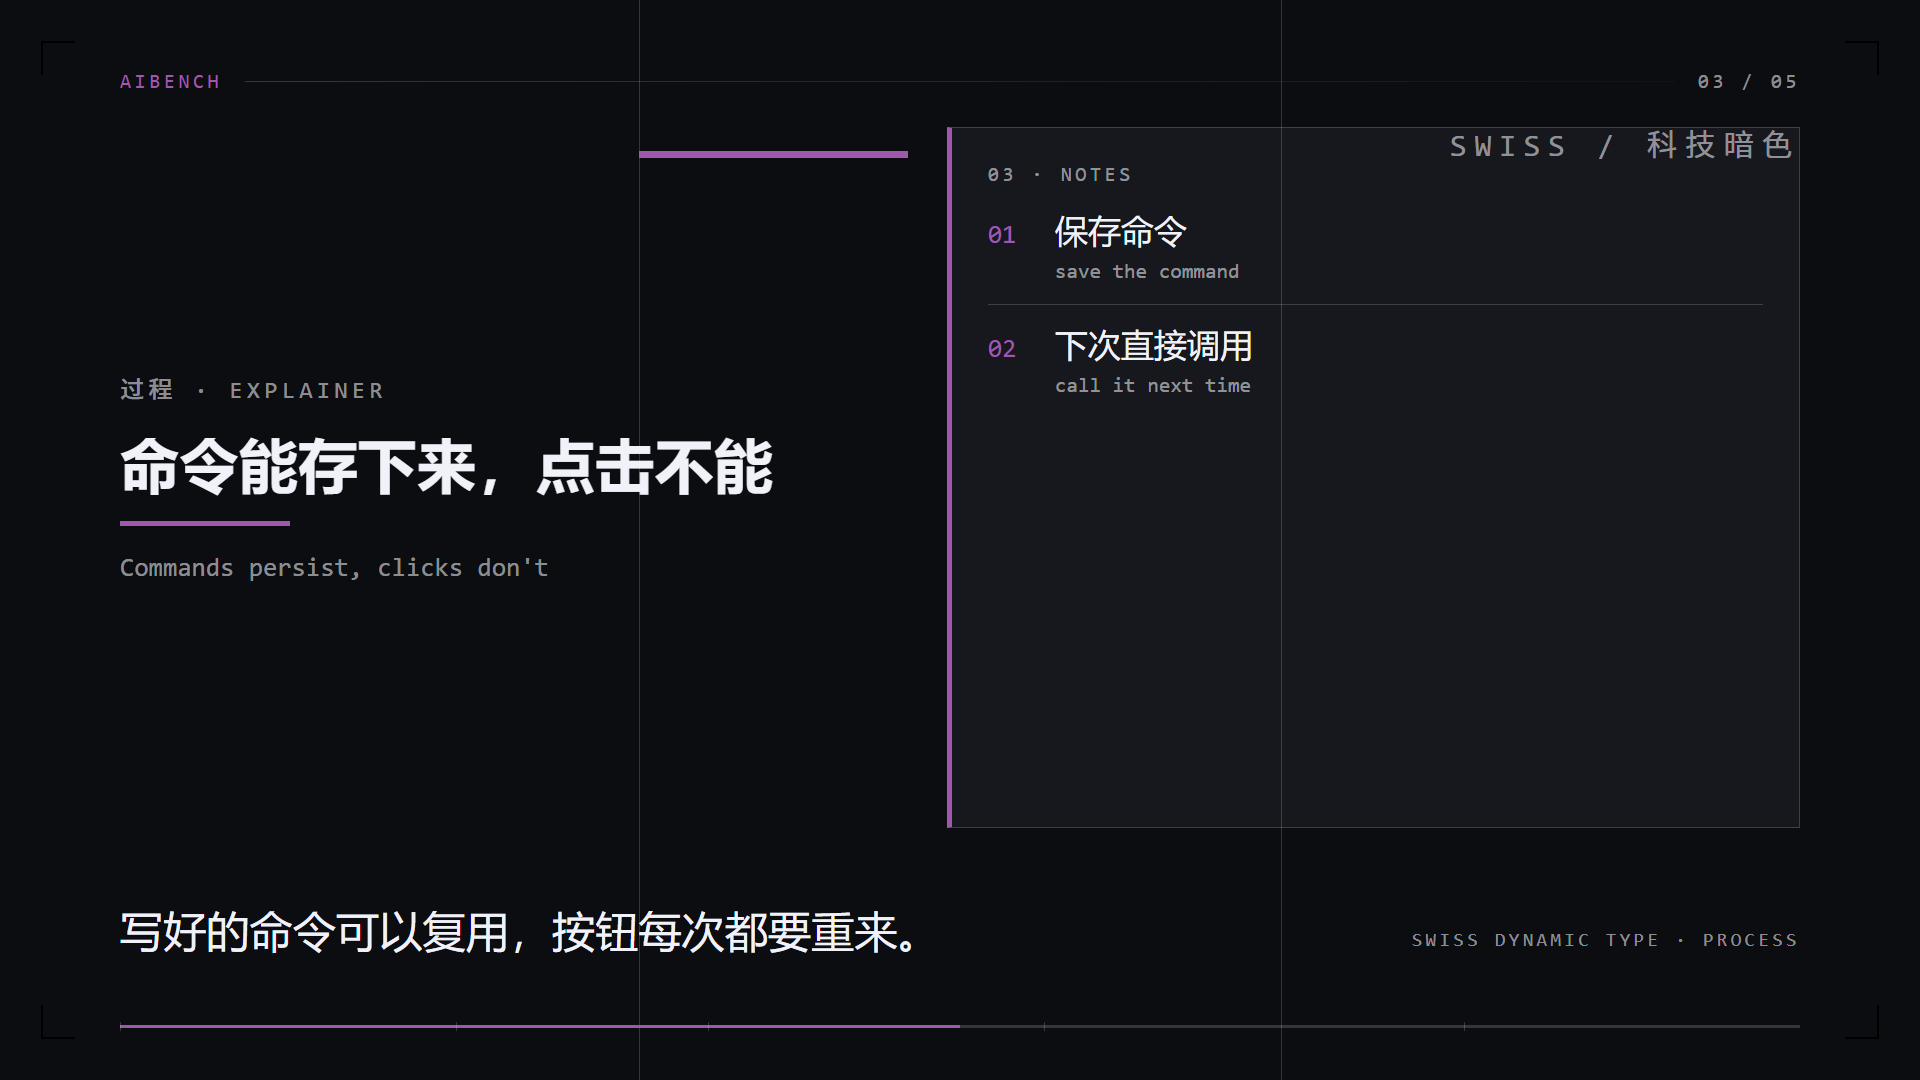 AIBENCH
03 / 05
SWISS / 科技暗色
03 · NOTES
01 保存命令
save the command
02 下次直接调用
call it next time
过程 · EXPLAINER
命令能存下来，点击不能
Commands persist, clicks don't
写好的命令可以复用，按钮每次都要重来。
SWISS DYNAMIC TYPE · PROCESS